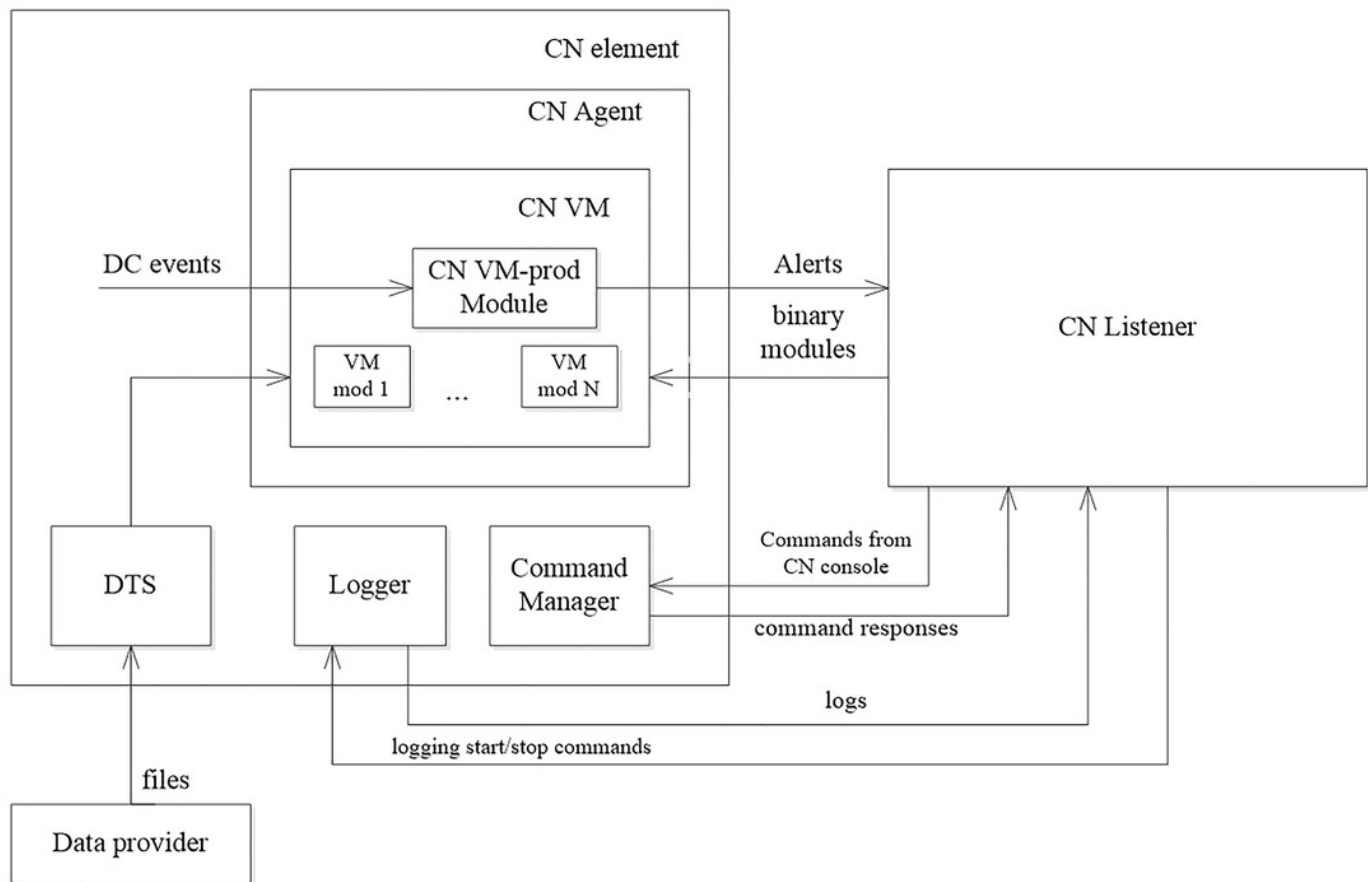 CN element
CN Agent
CN VM
DC events
CN VM-prod
Module
Alerts
binary
modules
CN Listener
VM
mod 1
...
VM
mod N
DTS
Logger
Command
Manager
Commands from
CN console
command responses
logs
logging start/stop commands
files
Data provider